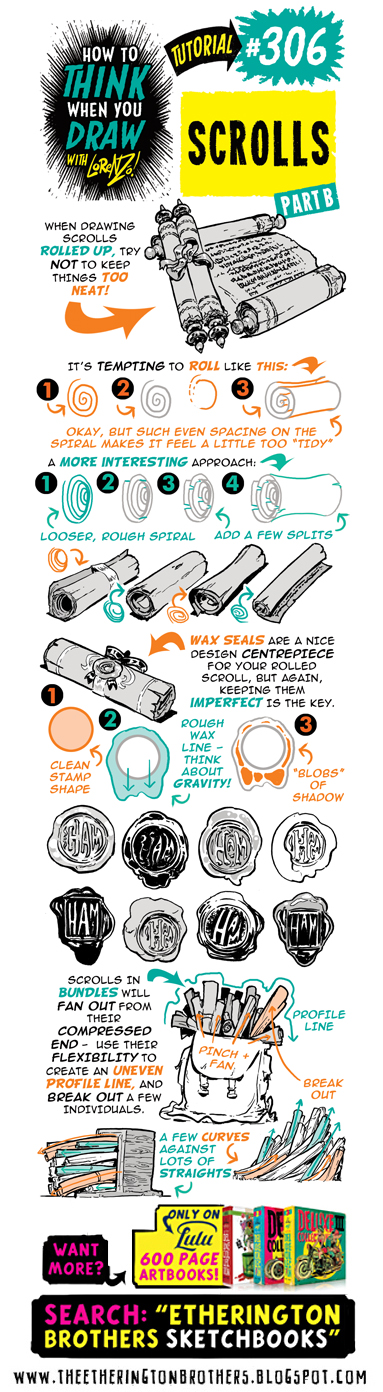 HOW TO
THINK
WHEN YOU
DRAW
WITH LORENZO!
TUTORIAL
#306
SCROLLS
PART B
WHEN DRAWING
SCROLLS
ROLLED UP, TRY
NOT TO KEEP
THINGS TOO
NEAT!
IT'S TEMPTING TO ROLL LIKE THIS:
1
2
3
OKAY, BUT SUCH EVEN SPACING ON THE
SPIRAL MAKES IT FEEL A LITTLE TOO "TIDY"
A MORE INTERESTING APPROACH:
1
2
3
4
LOOSER, ROUGH SPIRAL
ADD A FEW SPLITS
WAX SEALS ARE A NICE
DESIGN CENTREPIECE
FOR YOUR ROLLED
SCROLL, BUT AGAIN,
KEEPING THEM
IMPERFECT IS THE KEY.
1
CLEAN
STAMP
SHAPE
2
ROUGH
WAX
LINE -
THINK
ABOUT
GRAVITY!
3
"BLOBS"
OF
SHADOW
HAM
HAM
HAM
HAM
HAM
HAM
HAM
HAM
SCROLLS IN
BUNDLES WILL
FAN OUT FROM
THEIR
COMPRESSED
END - USE THEIR
FLEXIBILITY TO
CREATE AN UNEVEN
PROFILE LINE, AND
BREAK OUT A FEW
INDIVIDUALS.
PROFILE
LINE
PINCH +
FAN
BREAK
OUT
A FEW CURVES
AGAINST
LOTS OF
STRAIGHTS
WANT
MORE?
ONLY ON
Lulu
600 PAGE
ARTBOOKS!
DELUXE
SEARCH: "ETHERINGTON
BROTHERS SKETCHBOOKS"
WWW.THEETHERINGTONBROTHERS.BLOGSPOT.COM